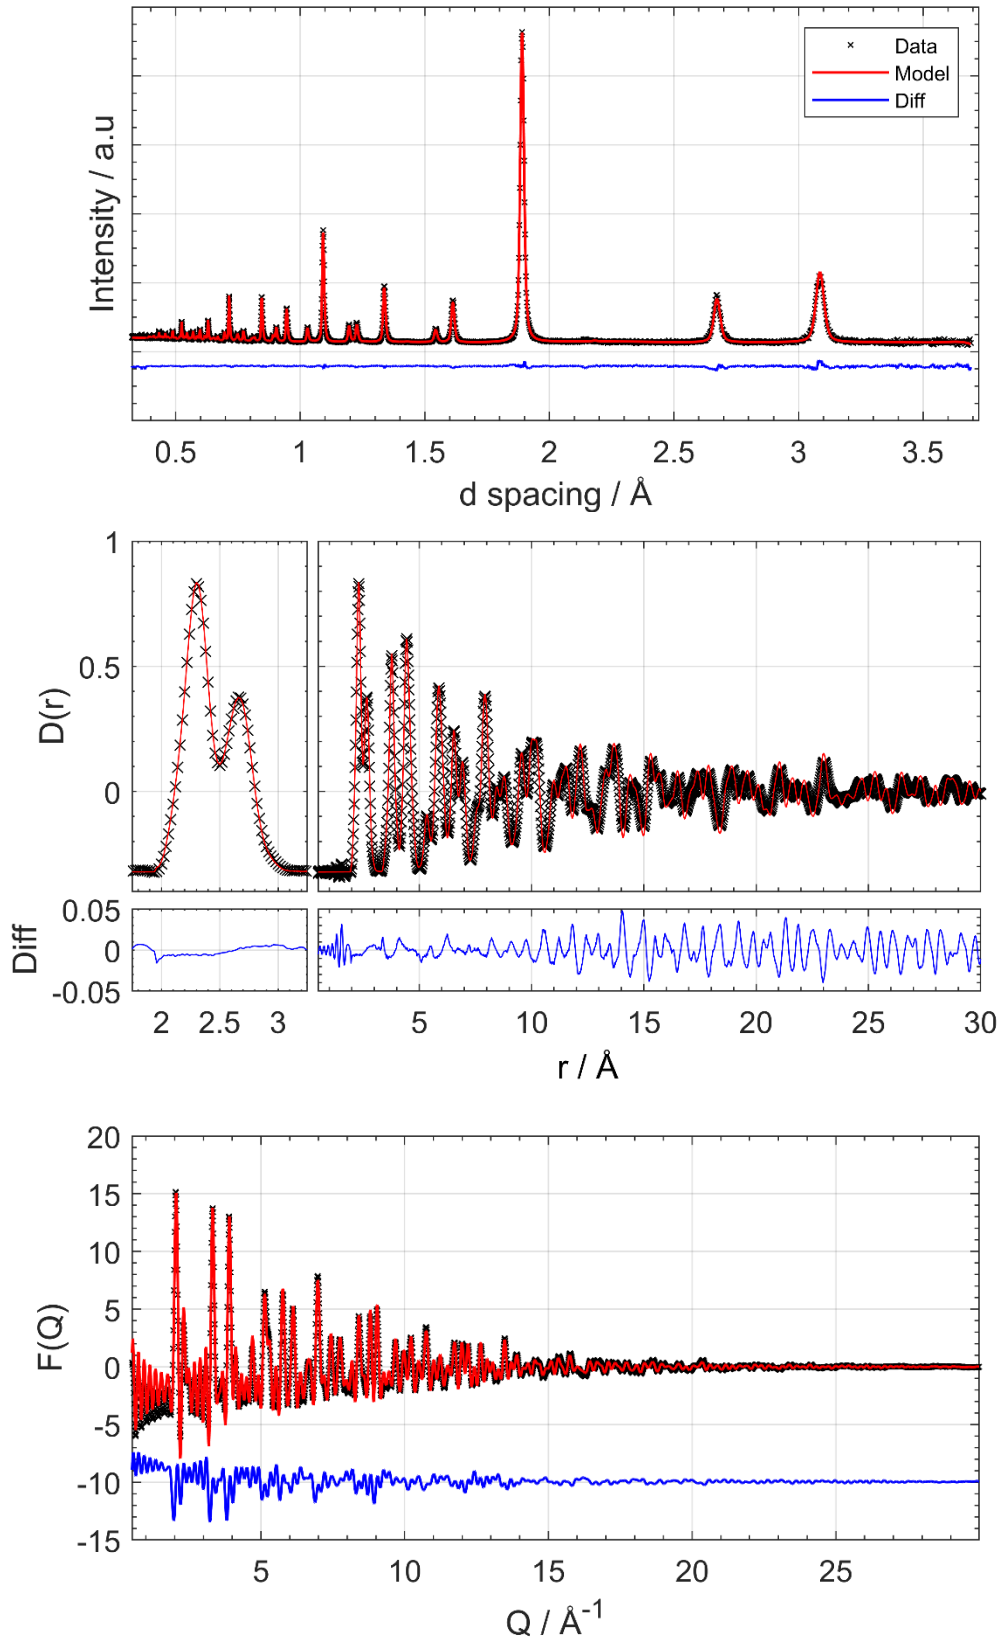 Data
Model
Diff
Intensity / a.u
0.5 1 1.5 2 2.5 3 3.5
d spacing / Å
1
0.5
0
D(r)
0.05
0
-0.05
Diff
2 2.5 3 5 10 15 20 25 30
r / Å
20
15
10
5
0
-5
-10
-15
F(Q)
5 10 15 20 25
Q / Å⁻¹